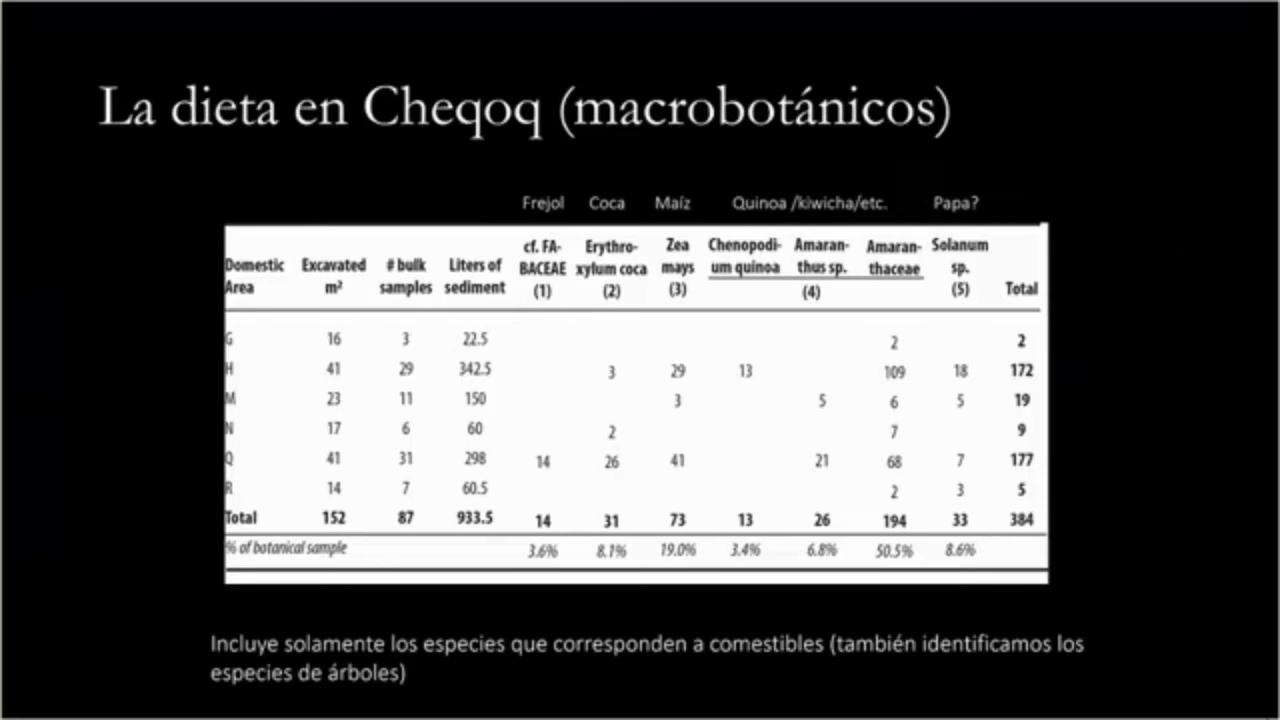 La dieta en Cheqoq (macrobotánicos)
Frejol Coca Maíz Quinoa /kiwicha/etc. Papa?
cf. FA- Erythro- Zea Chenopodi- Amaran- Amaran- Solanum
Domestic Excavated # bulk Liters of BACEAE xylum coca mays um quinoa thus sp. thaceae sp.
Area m² samples sediment (1) (2) (3) (4) (5) Total
G 16 3 22.5 2 2
H 41 29 342.5 3 29 13 109 18 172
M 23 11 150 3 5 6 5 19
N 17 6 60 2 7 9
Q 41 31 298 14 26 41 21 68 7 177
R 14 7 60.5 2 3 5
Total 152 87 933.5 14 31 73 13 26 194 33 384
% of botanical sample 3.6% 8.1% 19.0% 3.4% 6.8% 50.5% 8.6%
Incluye solamente los especies que corresponden a comestibles (también identificamos los
especies de árboles)